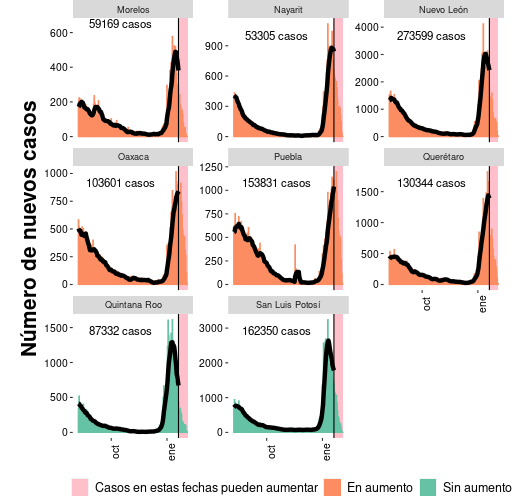 Morelos
Nayarit
Nuevo León
59169 casos
53305 casos
273599 casos
600
400
200
0
900
600
300
0
4000
3000
2000
1000
0
Oaxaca
Puebla
Querétaro
103601 casos
153831 casos
130344 casos
1000
750
500
250
0
1250
1000
750
500
250
0
1500
1000
500
0
oct
ene
Quintana Roo
San Luis Potosí
87332 casos
162350 casos
1500
1000
500
0
3000
2000
1000
0
oct
ene
oct
ene
Número de nuevos casos
Casos en estas fechas pueden aumentar
En aumento
Sin aumento